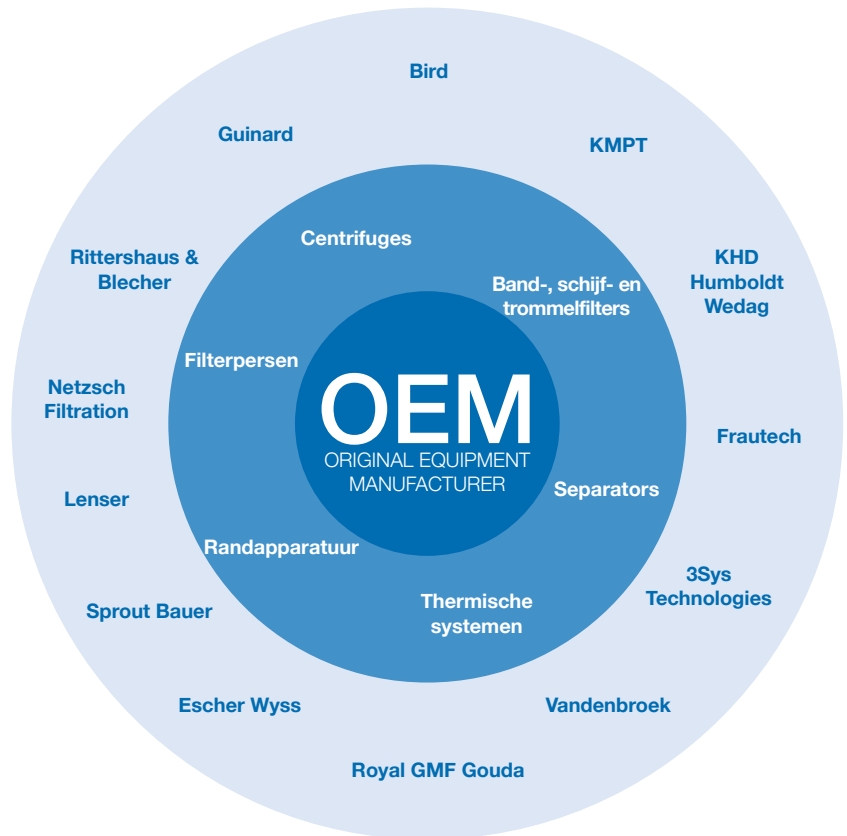 Bird
Guinard
KMPT
Centrifuges
Rittershaus &
Blecher
KHD
Humboldt
Wedag
Band-, schijf- en
trommelfilters
Filterpersen
Netzsch
Filtration
OEM
ORIGINAL EQUIPMENT
MANUFACTURER
Frautech
Lenser
Separators
Randapparatuur
3Sys
Technologies
Sprout Bauer
Thermische
systemen
Escher Wyss
Vandenbroek
Royal GMF Gouda